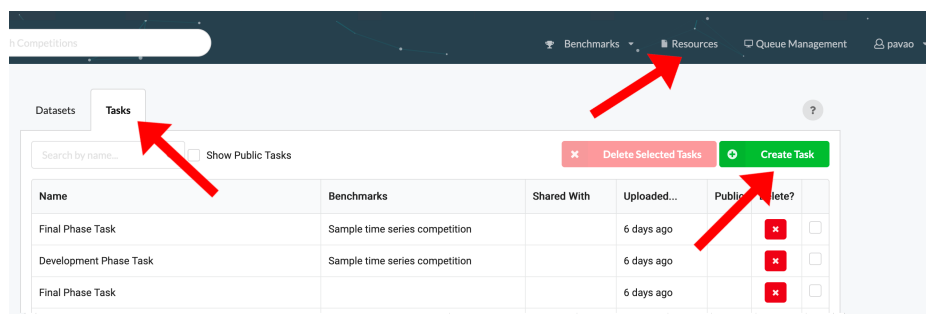 h Competitions
Benchmarks
Resources
Queue Management
pavao
Datasets
Tasks
?
Search by name...
Show Public Tasks
Delete Selected Tasks
Create Task
Name Benchmarks Shared With Uploaded... Public
Final Phase Task Sample time series competition 6 days ago
Development Phase Task Sample time series competition 6 days ago
Final Phase Task 6 days ago